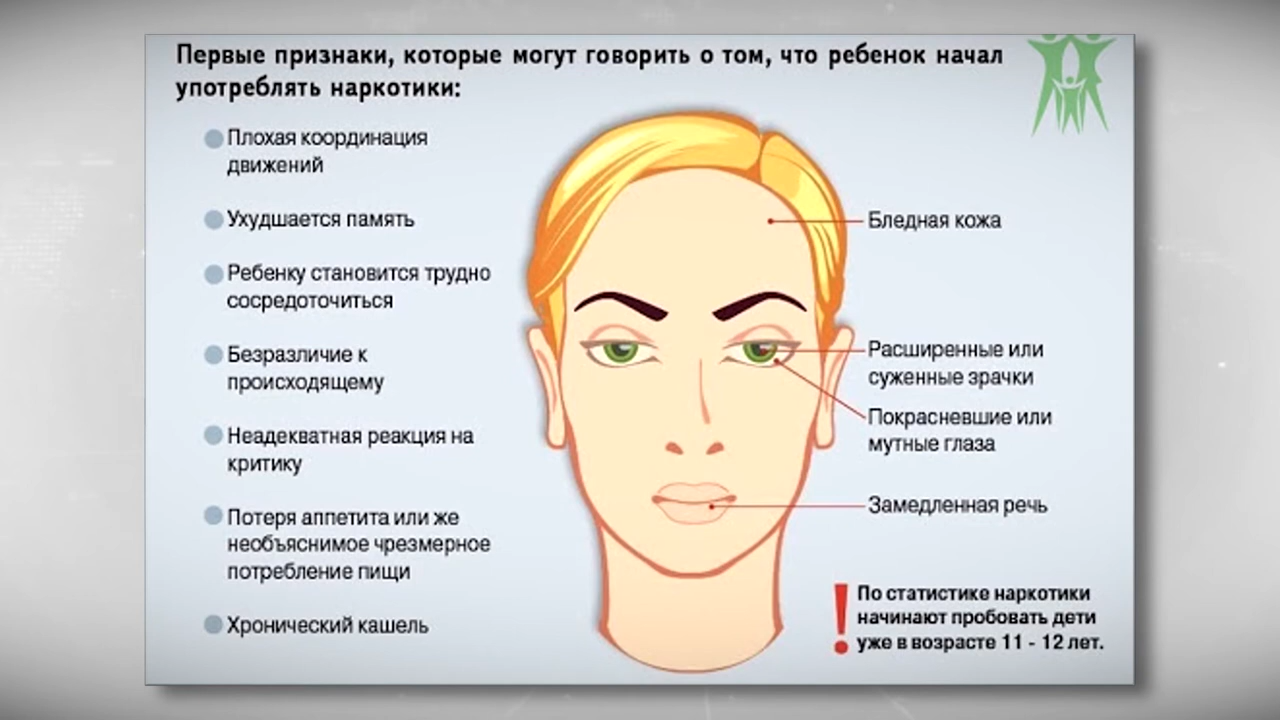 Первые признаки, которые могут говорить о том, что ребенок начал
употреблять наркотики:
Плохая координация
движений
Ухудшается память
Ребенку становится трудно
сосредоточиться
Безразличие к
происходящему
Неадекватная реакция на
критику
Потеря аппетита или же
необъяснимое чрезмерное
потребление пищи
Хронический кашель
Бледная кожа
Расширенные или
суженные зрачки
Покрасневшие или
мутные глаза
Замедленная речь
! По статистике наркотики
начинают пробовать дети
уже в возрасте 11 - 12 лет.